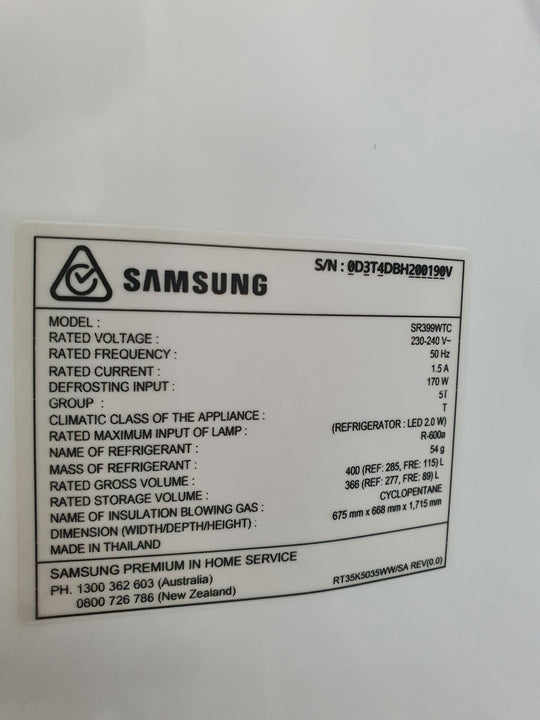 SAMSUNG
S/N : 0D3T4DBH200190V
MODEL : SR399WTC
RATED VOLTAGE : 230-240 V~
RATED FREQUENCY : 50 Hz
RATED CURRENT : 1.5 A
DEFROSTING INPUT : 170 W
GROUP : 5I
CLIMATIC CLASS OF THE APPLIANCE : T
RATED MAXIMUM INPUT OF LAMP : (REFRIGERATOR : LED 2.0 W)
NAME OF REFRIGERANT : R-600a
MASS OF REFRIGERANT : 54 g
RATED GROSS VOLUME : 400 (REF: 285, FRE: 115) L
RATED STORAGE VOLUME : 366 (REF: 277, FRE: 89) L
NAME OF INSULATION BLOWING GAS : CYCLOPENTANE
DIMENSION (WIDTH/DEPTH/HEIGHT) : 675 mm x 668 mm x 1,715 mm
MADE IN THAILAND
SAMSUNG PREMIUM IN HOME SERVICE
PH. 1300 362 603 (Australia)
0800 726 786 (New Zealand)
RT35K5035WW/SA REV(0.0)